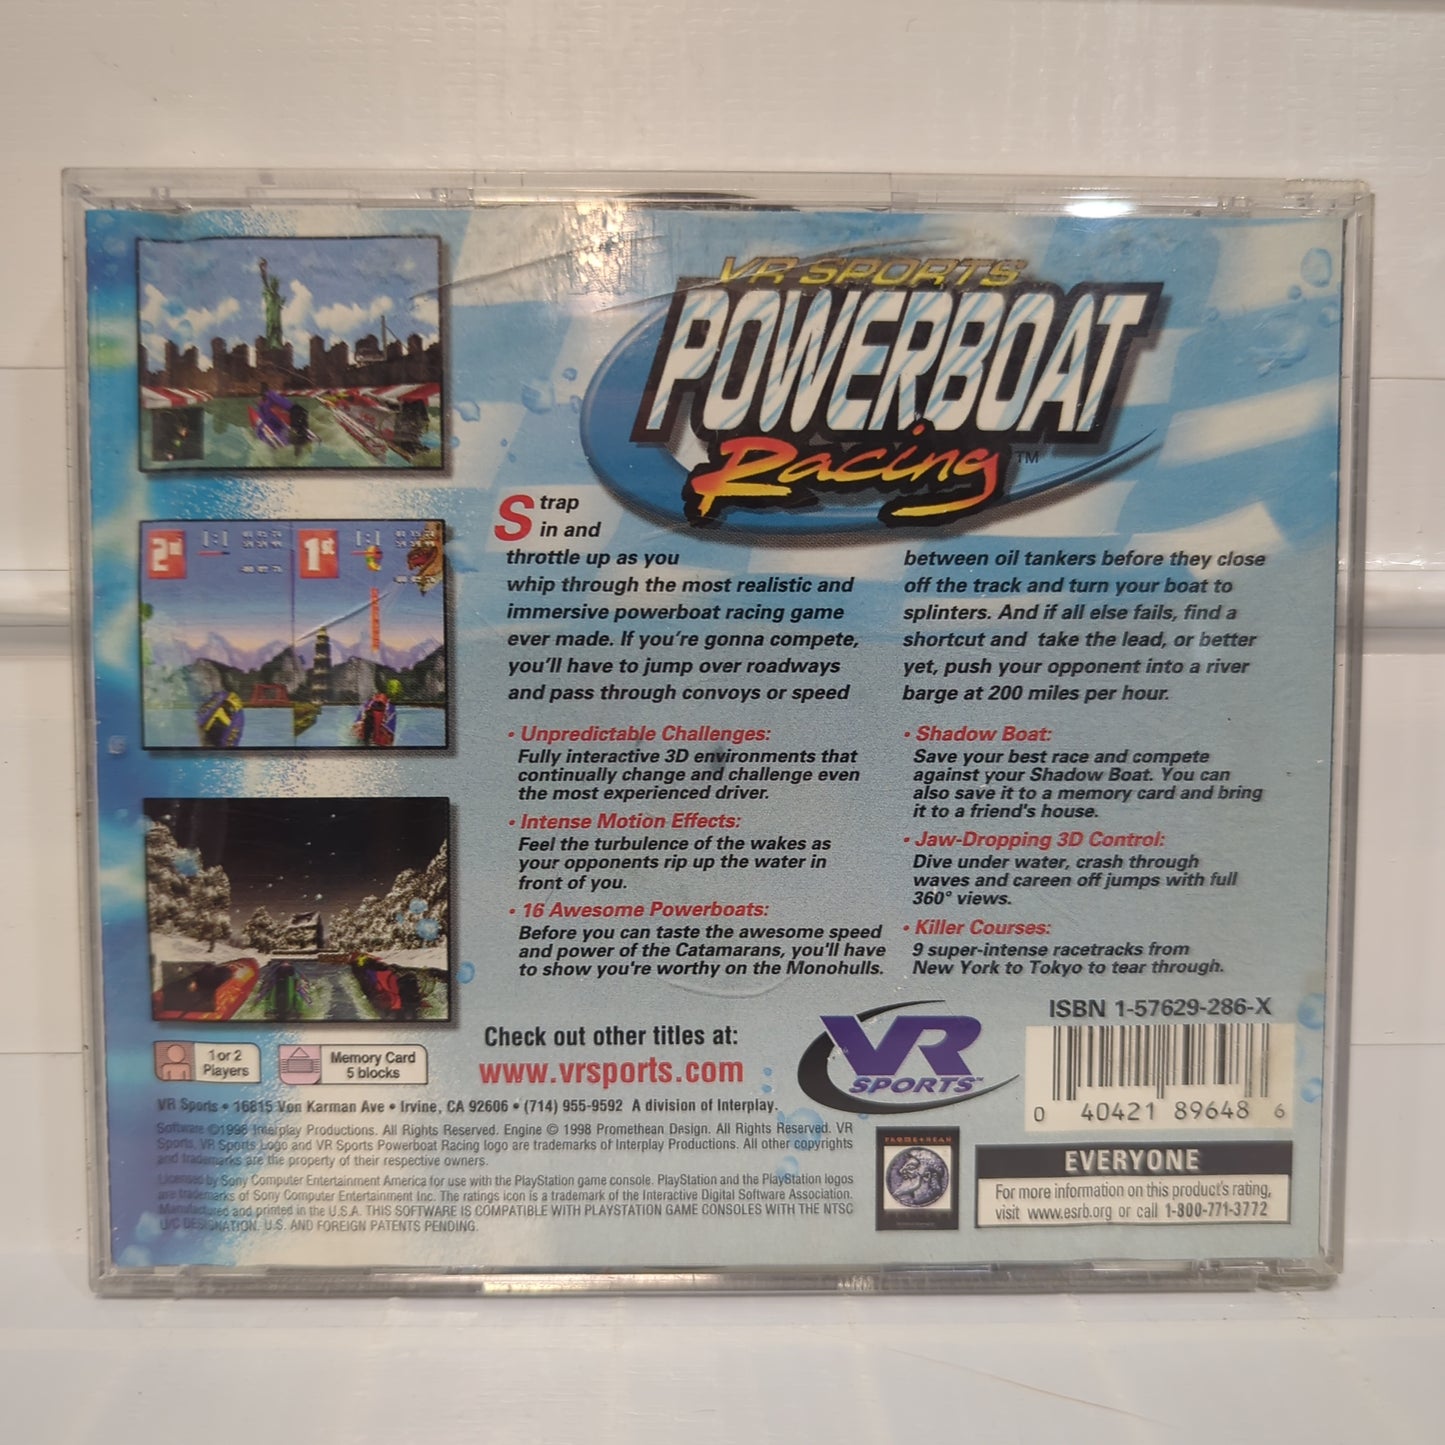 VR SPORTS
POWERBOAT
Racing™
Strap
in and
throttle up as you
whip through the most realistic and
immersive powerboat racing game
ever made. If you're gonna compete,
you'll have to jump over roadways
and pass through convoys or speed
between oil tankers before they close
off the track and turn your boat to
splinters. And if all else fails, find a
shortcut and take the lead, or better
yet, push your opponent into a river
barge at 200 miles per hour.
• Unpredictable Challenges:
Fully interactive 3D environments that
continually change and challenge even
the most experienced driver.
• Intense Motion Effects:
Feel the turbulence of the wakes as
your opponents rip up the water in
front of you.
• 16 Awesome Powerboats:
Before you can taste the awesome speed
and power of the Catamarans, you'll have
to show you're worthy on the Monohulls.
• Shadow Boat:
Save your best race and compete
against your Shadow Boat. You can
also save it to a memory card and bring
it to a friend's house.
• Jaw-Dropping 3D Control:
Dive under water, crash through
waves and careen off jumps with full
360° views.
• Killer Courses:
9 super-intense racetracks from
New York to Tokyo to tear through.
2nd 1:1 1st 1:1
1 or 2
Players
Memory Card
5 blocks
Check out other titles at:
www.vrsports.com
VR
SPORTS™
ISBN 1-57629-286-X
0 40421 89648 6
VR Sports • 16815 Von Karman Ave • Irvine, CA 92606 • (714) 955-9592 A division of Interplay.
Software ©1998 Interplay Productions. All Rights Reserved. Engine © 1998 Promethean Design. All Rights Reserved. VR
Sports, VR Sports Logo and VR Sports Powerboat Racing logo are trademarks of Interplay Productions. All other copyrights
and trademarks are the property of their respective owners.
Licensed by Sony Computer Entertainment America for use with the PlayStation game console. PlayStation and the PlayStation logos
are trademarks of Sony Computer Entertainment Inc. The ratings icon is a trademark of the Interactive Digital Software Association.
Manufactured and printed in the U.S.A. THIS SOFTWARE IS COMPATIBLE WITH PLAYSTATION GAME CONSOLES WITH THE NTSC
U/C DESIGNATION. U.S. AND FOREIGN PATENTS PENDING.
PROMETHEAN
EVERYONE
For more information on this product's rating,
visit www.esrb.org or call 1-800-771-3772